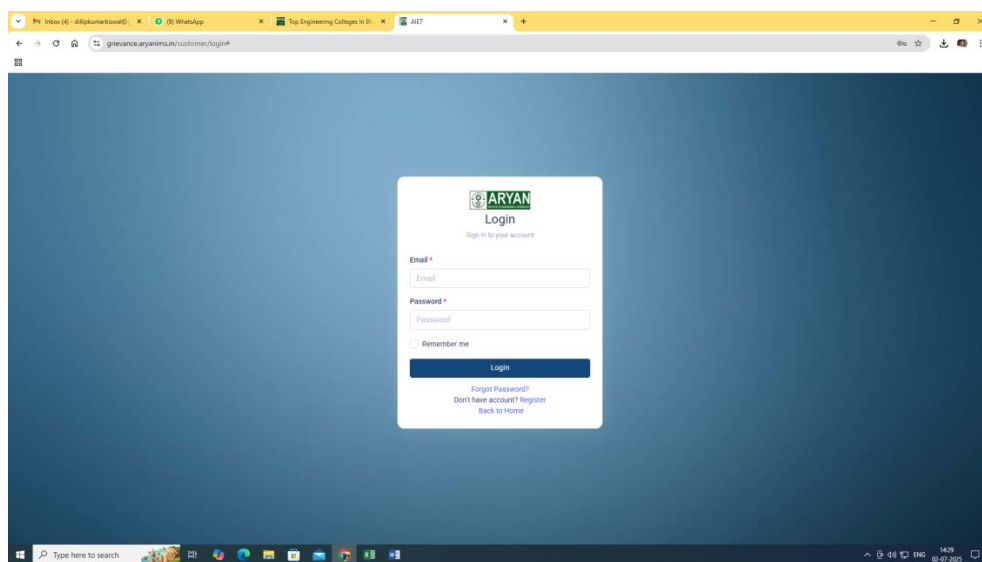 Inbox (4) - dillipkumarbiswal@
(9) WhatsApp
Top Engineering Colleges in Bh
AIET
grievance.aryanims.in/customer/login#
ARYAN
Login
Sign in to your account
Email *
Email
Password *
Password
Remember me
Login
Forgot Password?
Don't have account? Register
Back to Home
Type here to search
ENG
14:29
02-07-2025